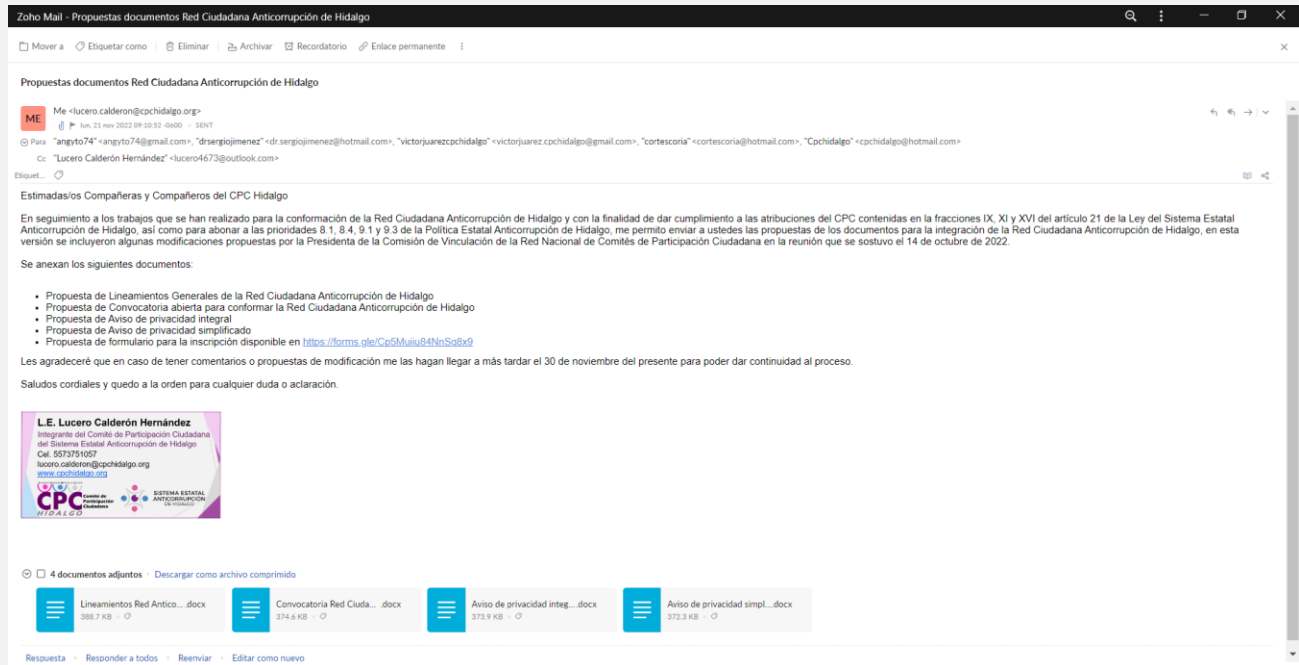 Zoho Mail - Propuestas documentos Red Ciudadana Anticorrupción de Hidalgo
Mover a Etiquetar como Eliminar Archivar Recordatorio Enlace permanente
Propuestas documentos Red Ciudadana Anticorrupción de Hidalgo
ME
Me <lucero.calderon@cpchidalgo.org>
lun. 21 nov 2022 09:10:52 -0600 · SENT
Para "angyto74" <angyto74@gmail.com>, "drsergiojimenez" <dr.sergiojimenez@hotmail.com>, "victorjuarezcpchidalgo" <victorjuarez.cpchidalgo@gmail.com>, "cortescoria" <cortescoria@hotmail.com>, "Cpchidalgo" <cpchidalgo@hotmail.com>
Cc "Lucero Calderón Hernández" <lucero4673@outlook.com>
Etiquet...
Estimadas/os Compañeras y Compañeros del CPC Hidalgo
En seguimiento a los trabajos que se han realizado para la conformación de la Red Ciudadana Anticorrupción de Hidalgo y con la finalidad de dar cumplimiento a las atribuciones del CPC contenidas en la fracciones IX, XI y XVI del artículo 21 de la Ley del Sistema Estatal
Anticorrupción de Hidalgo, así como para abonar a las prioridades 8.1, 8.4, 9.1 y 9.3 de la Política Estatal Anticorrupción de Hidalgo, me permito enviar a ustedes las propuestas de los documentos para la integración de la Red Ciudadana Anticorrupción de Hidalgo, en esta
versión se incluyeron algunas modificaciones propuestas por la Presidenta de la Comisión de Vinculación de la Red Nacional de Comités de Participación Ciudadana en la reunión que se sostuvo el 14 de octubre de 2022.
Se anexan los siguientes documentos:
• Propuesta de Lineamientos Generales de la Red Ciudadana Anticorrupción de Hidalgo
• Propuesta de Convocatoria abierta para conformar la Red Ciudadana Anticorrupción de Hidalgo
• Propuesta de Aviso de privacidad integral
• Propuesta de Aviso de privacidad simplificado
• Propuesta de formulario para la inscripción disponible en https://forms.gle/Cp5Muiiu84NnSq8x9
Les agradeceré que en caso de tener comentarios o propuestas de modificación me las hagan llegar a más tardar el 30 de noviembre del presente para poder dar continuidad al proceso.
Saludos cordiales y quedo a la orden para cualquier duda o aclaración.
L.E. Lucero Calderón Hernández
Integrante del Comité de Participación Ciudadana
del Sistema Estatal Anticorrupción de Hidalgo
Cel. 5573751057
lucero.calderon@cpchidalgo.org
www.cpchidalgo.org
CPC Comité de Participación Ciudadana
HIDALGO
SISTEMA ESTATAL
ANTICORRUPCIÓN
DE HIDALGO
4 documentos adjuntos · Descargar como archivo comprimido
Lineamientos Red Antico... .docx
388.7 KB
Convocatoria Red Ciuda... .docx
374.6 KB
Aviso de privacidad integ....docx
373.9 KB
Aviso de privacidad simpl....docx
372.3 KB
Respuesta · Responder a todos · Reenviar · Editar como nuevo